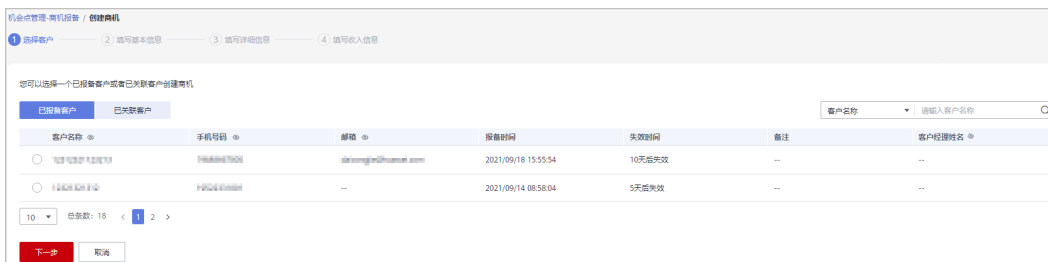 机会点管理-商机报备 / 创建商机
1 选择客户 2 填写基本信息 3 填写详细信息 4 填写收入信息
您可以选择一个已报备客户或者已关联客户创建商机
已报备客户 已关联客户 客户名称 请输入客户名称
客户名称 手机号码 邮箱 报备时间 失效时间 备注 客户经理姓名
2021/09/18 15:55:54 10天后失效 -- --
-- 2021/09/14 08:58:04 5天后失效 -- --
10 总条数: 18 < 1 2 >
下一步 取消